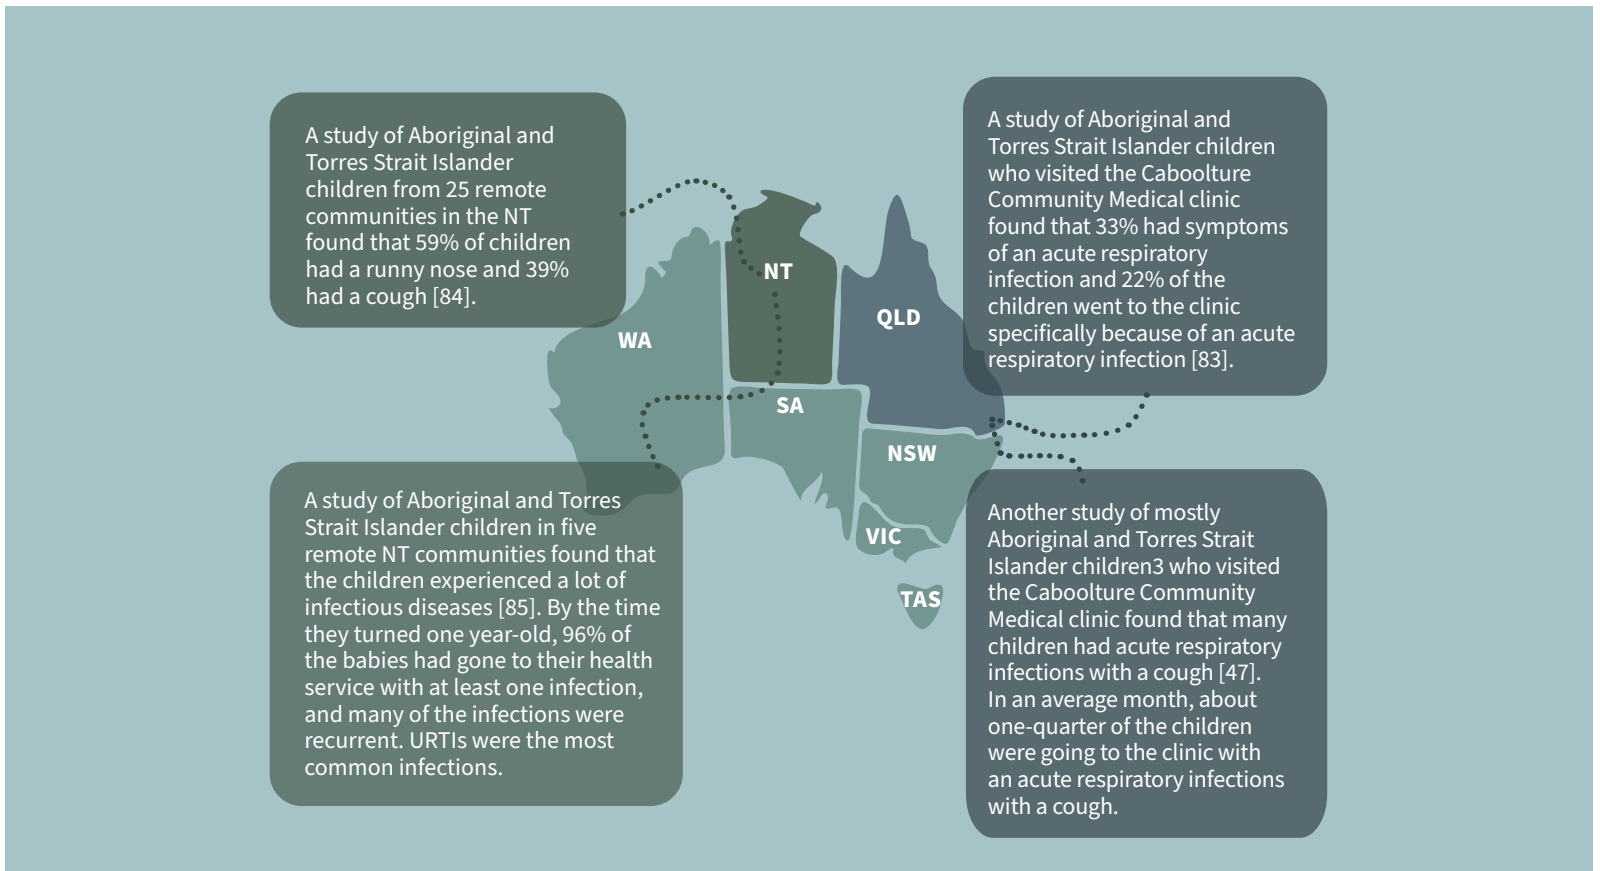 A study of Aboriginal and
Torres Strait Islander
children from 25 remote
communities in the NT
found that 59% of children
had a runny nose and 39%
had a cough [84].
A study of Aboriginal and
Torres Strait Islander children
who visited the Caboolture
Community Medical clinic
found that 33% had symptoms
of an acute respiratory
infection and 22% of the
children went to the clinic
specifically because of an acute
respiratory infection [83].
NT
QLD
WA
SA
NSW
VIC
TAS
A study of Aboriginal and Torres
Strait Islander children in five
remote NT communities found that
the children experienced a lot of
infectious diseases [85]. By the time
they turned one year-old, 96% of
the babies had gone to their health
service with at least one infection,
and many of the infections were
recurrent. URTIs were the most
common infections.
Another study of mostly
Aboriginal and Torres Strait
Islander children3 who visited
the Caboolture Community
Medical clinic found that many
children had acute respiratory
infections with a cough [47].
In an average month, about
one-quarter of the children
were going to the clinic with
an acute respiratory infections
with a cough.